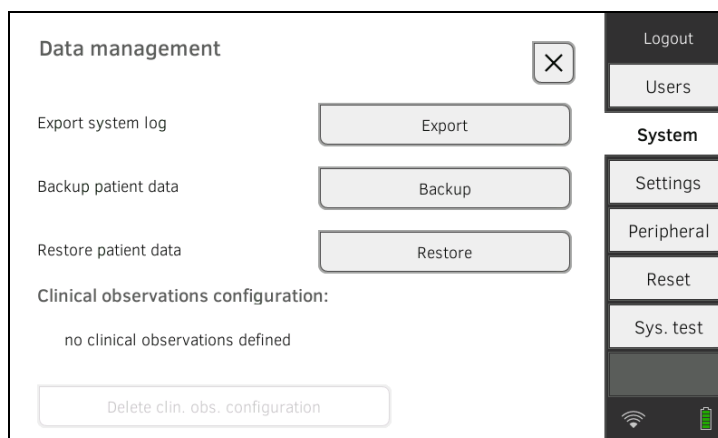 Data management
Export system log
Export
Backup patient data
Backup
Restore patient data
Restore
Clinical observations configuration:
no clinical observations defined
Delete clin. obs. configuration
Logout
Users
System
Settings
Peripheral
Reset
Sys. test